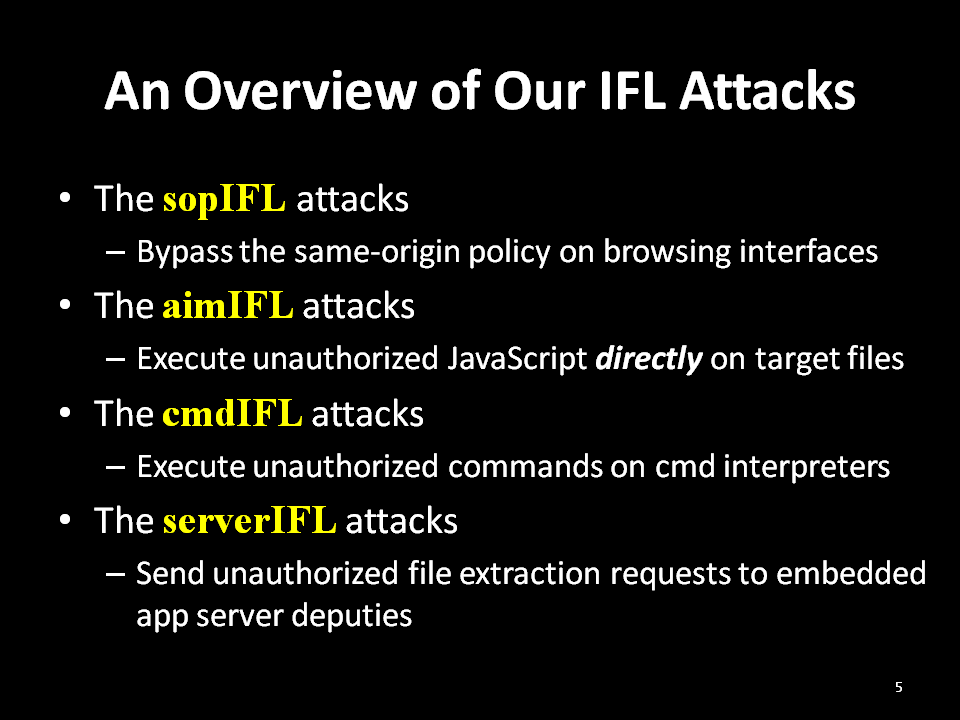 An Overview of Our IFL Attacks
• The sopIFL attacks
– Bypass the same-origin policy on browsing interfaces
• The aimIFL attacks
– Execute unauthorized JavaScript directly on target files
• The cmdIFL attacks
– Execute unauthorized commands on cmd interpreters
• The serverIFL attacks
– Send unauthorized file extraction requests to embedded
app server deputies
5